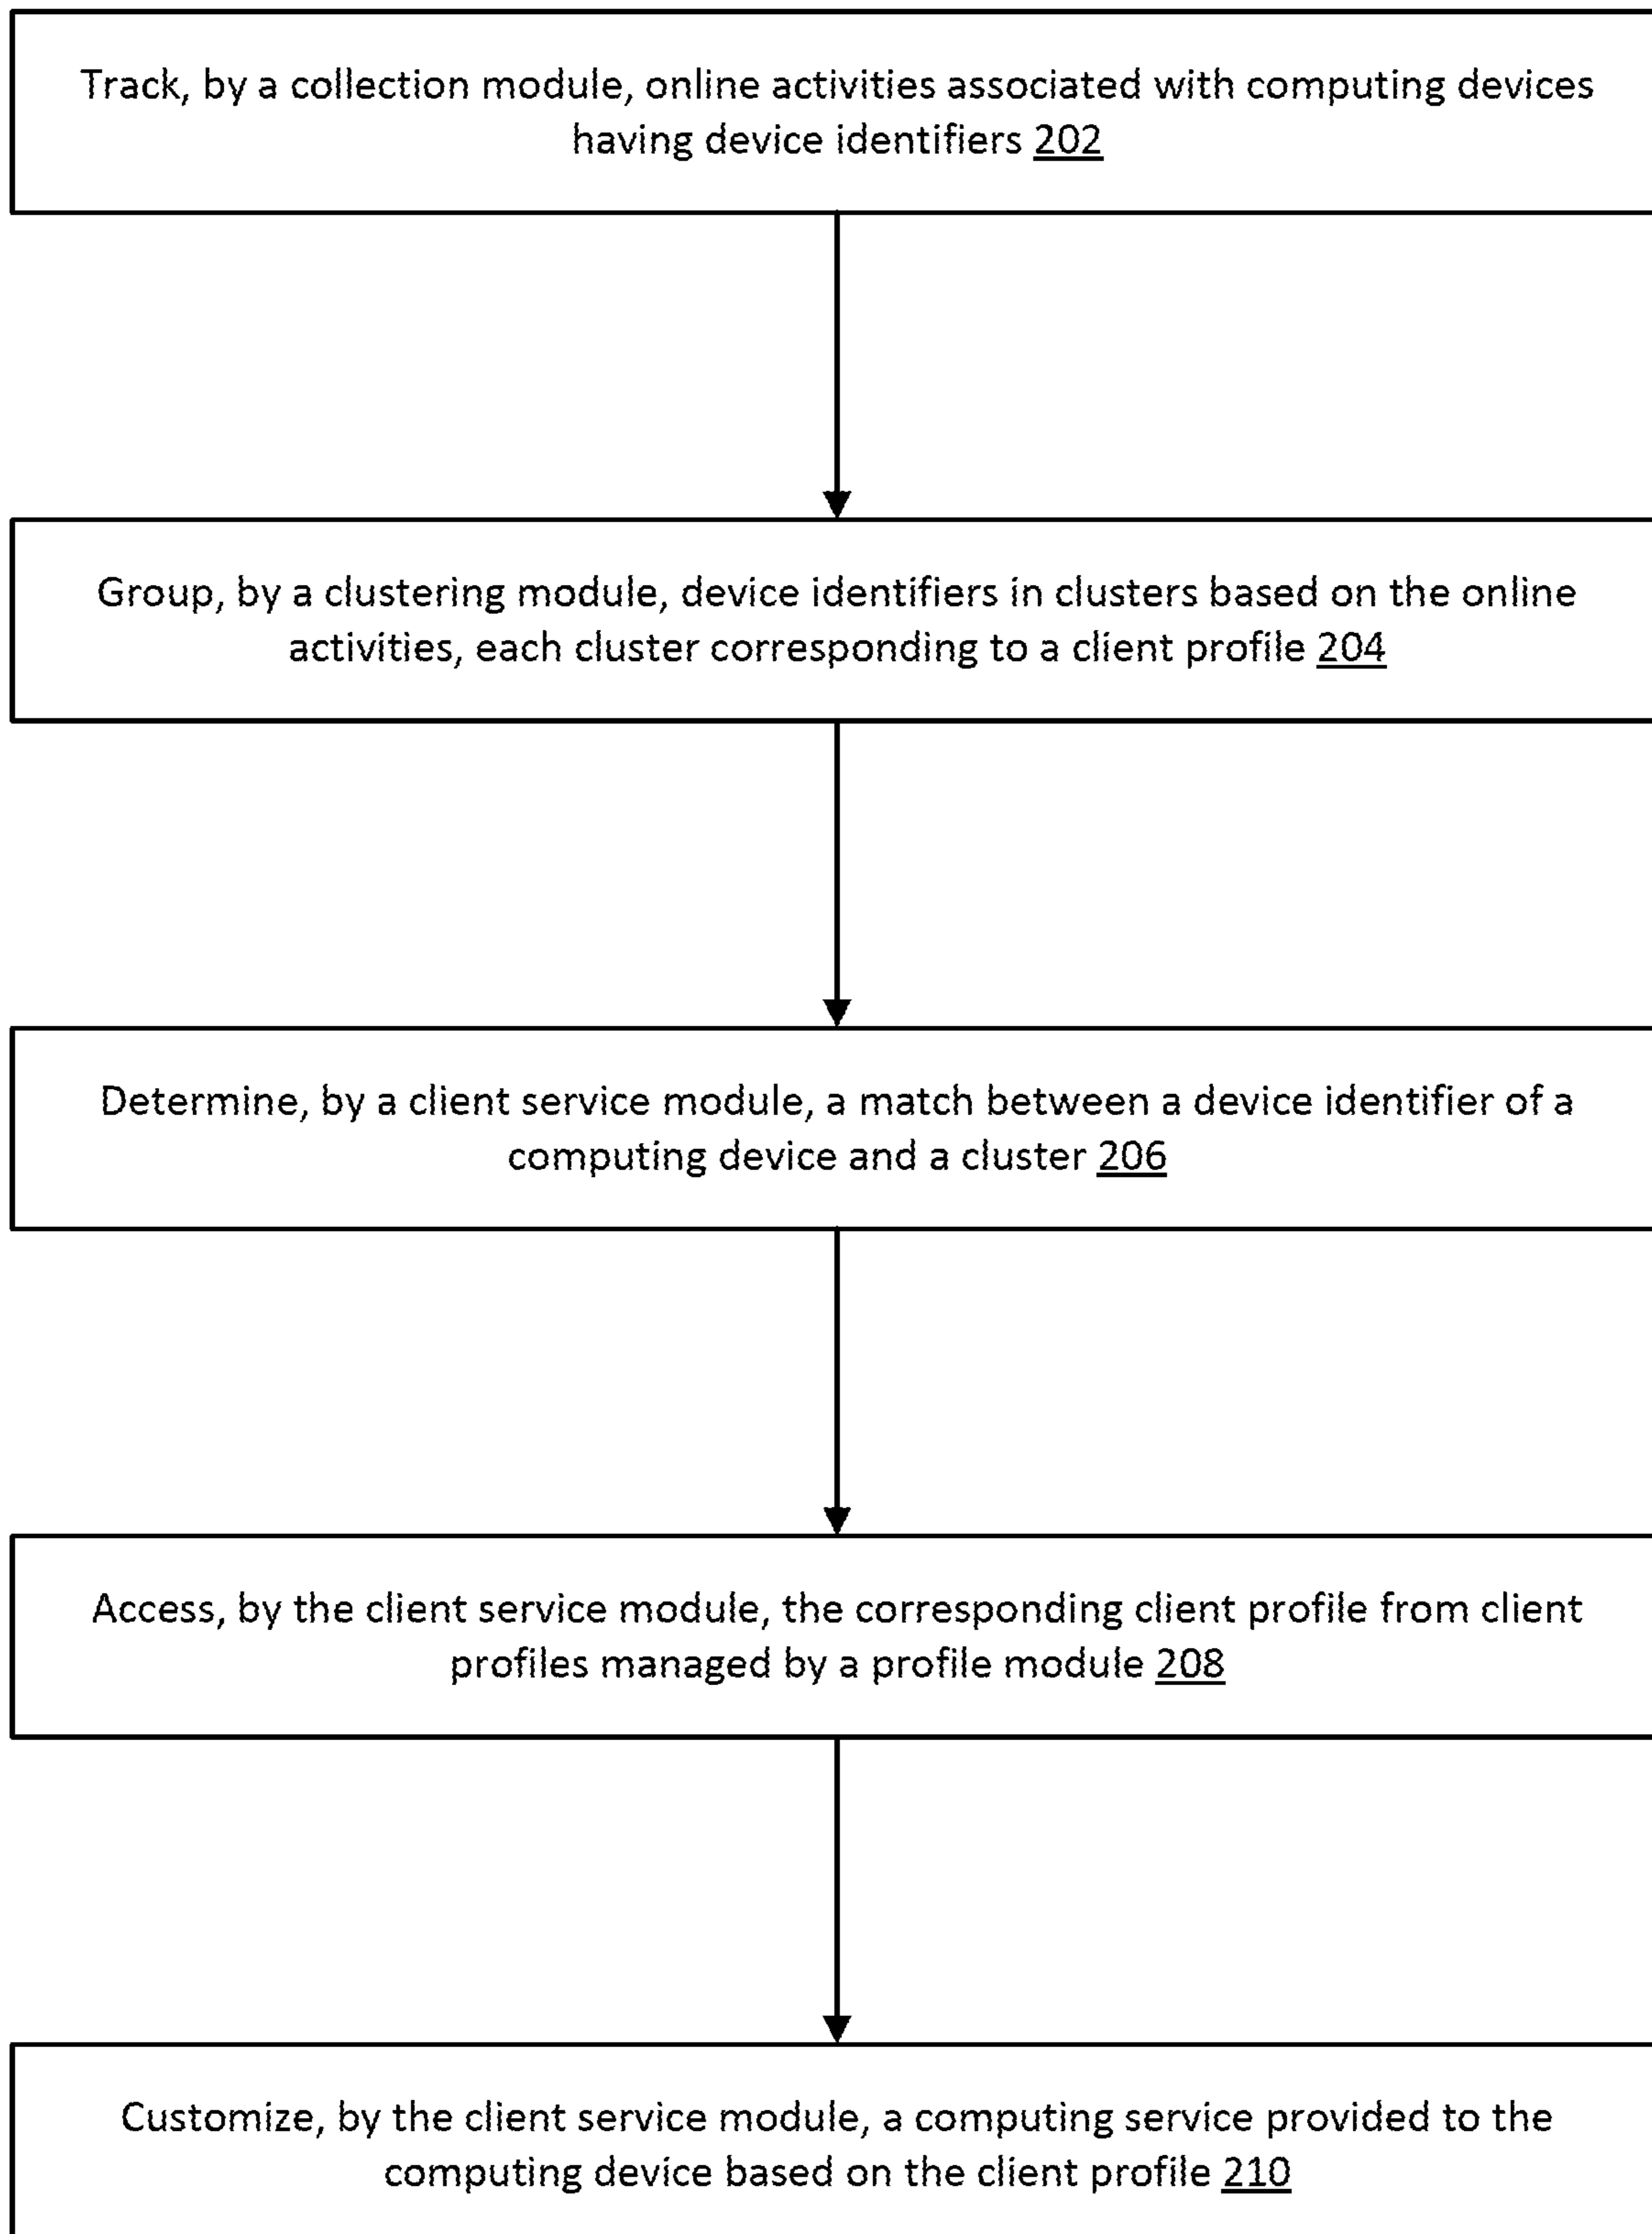 Track, by a collection module, online activities associated with computing devices
having device identifiers 202
Group, by a clustering module, device identifiers in clusters based on the online
activities, each cluster corresponding to a client profile 204
Determine, by a client service module, a match between a device identifier of a
computing device and a cluster 206
Access, by the client service module, the corresponding client profile from client
profiles managed by a profile module 208
Customize, by the client service module, a computing service provided to the
computing device based on the client profile 210